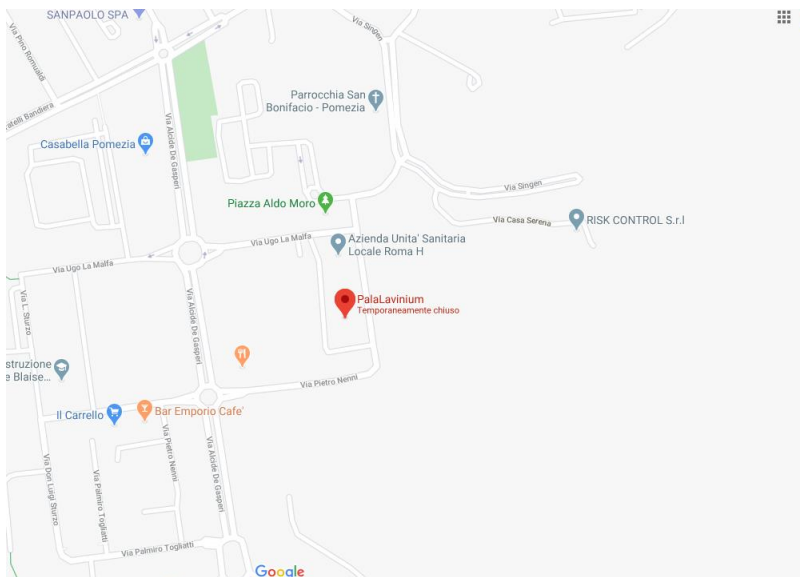 SANPAOLO SPA
Via Singen
Via Pino Romualdi
Parrocchia San
Bonifacio - Pomezia
atelli Bandiera
Via Alcide De Gasperi
Casabella Pomezia
Via Singen
Piazza Aldo Moro
Via Casa Serena
RISK CONTROL S.r.l
Via Ugo La Malfa
Azienda Unita' Sanitaria
Locale Roma H
Via Ugo La Malfa
Via L. Sturzo
Via Alcide De Gasperi
PalaLavinium
Temporaneamente chiuso
struzione
e Blaise...
Via Pietro Nenni
Il Carrello
Bar Emporio Cafe'
Via Don Luigi Sturzo
Via Palmiro Togliatti
Via Pietro Nenni
Via Alcide De Gasperi
Via Palmiro Togliatti
Google